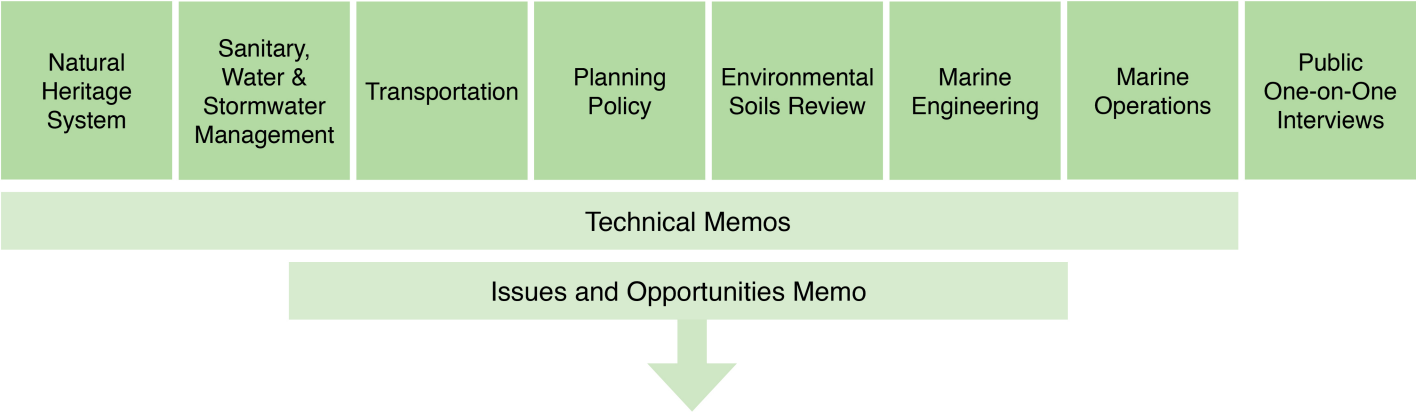 Natural
Heritage
System
Sanitary,
Water &
Stormwater
Management
Transportation
Planning
Policy
Environmental
Soils Review
Marine
Engineering
Marine
Operations
Public
One-on-One
Interviews
Technical Memos
Issues and Opportunities Memo